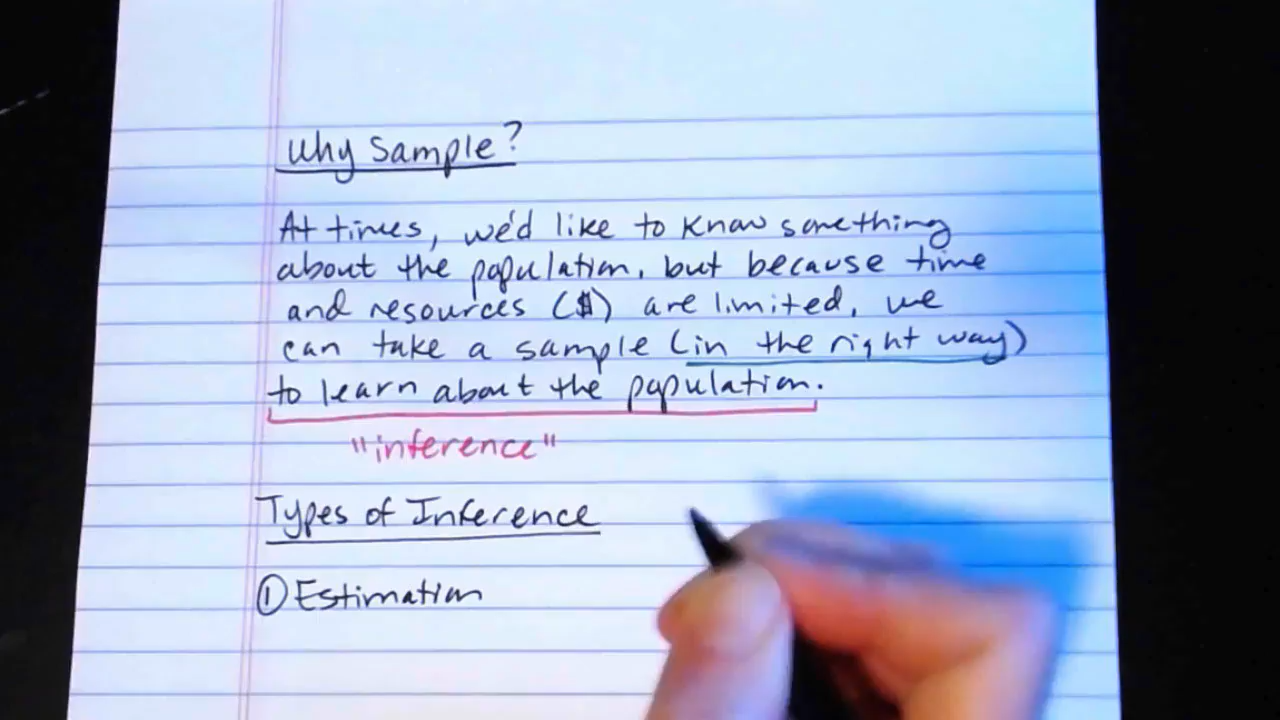 Why Sample?
At times, we'd like to know something
about the population, but because time
and resources ($) are limited, we
can take a sample (in the right way)
to learn about the population.
"inference"
Types of Inference
① Estimation